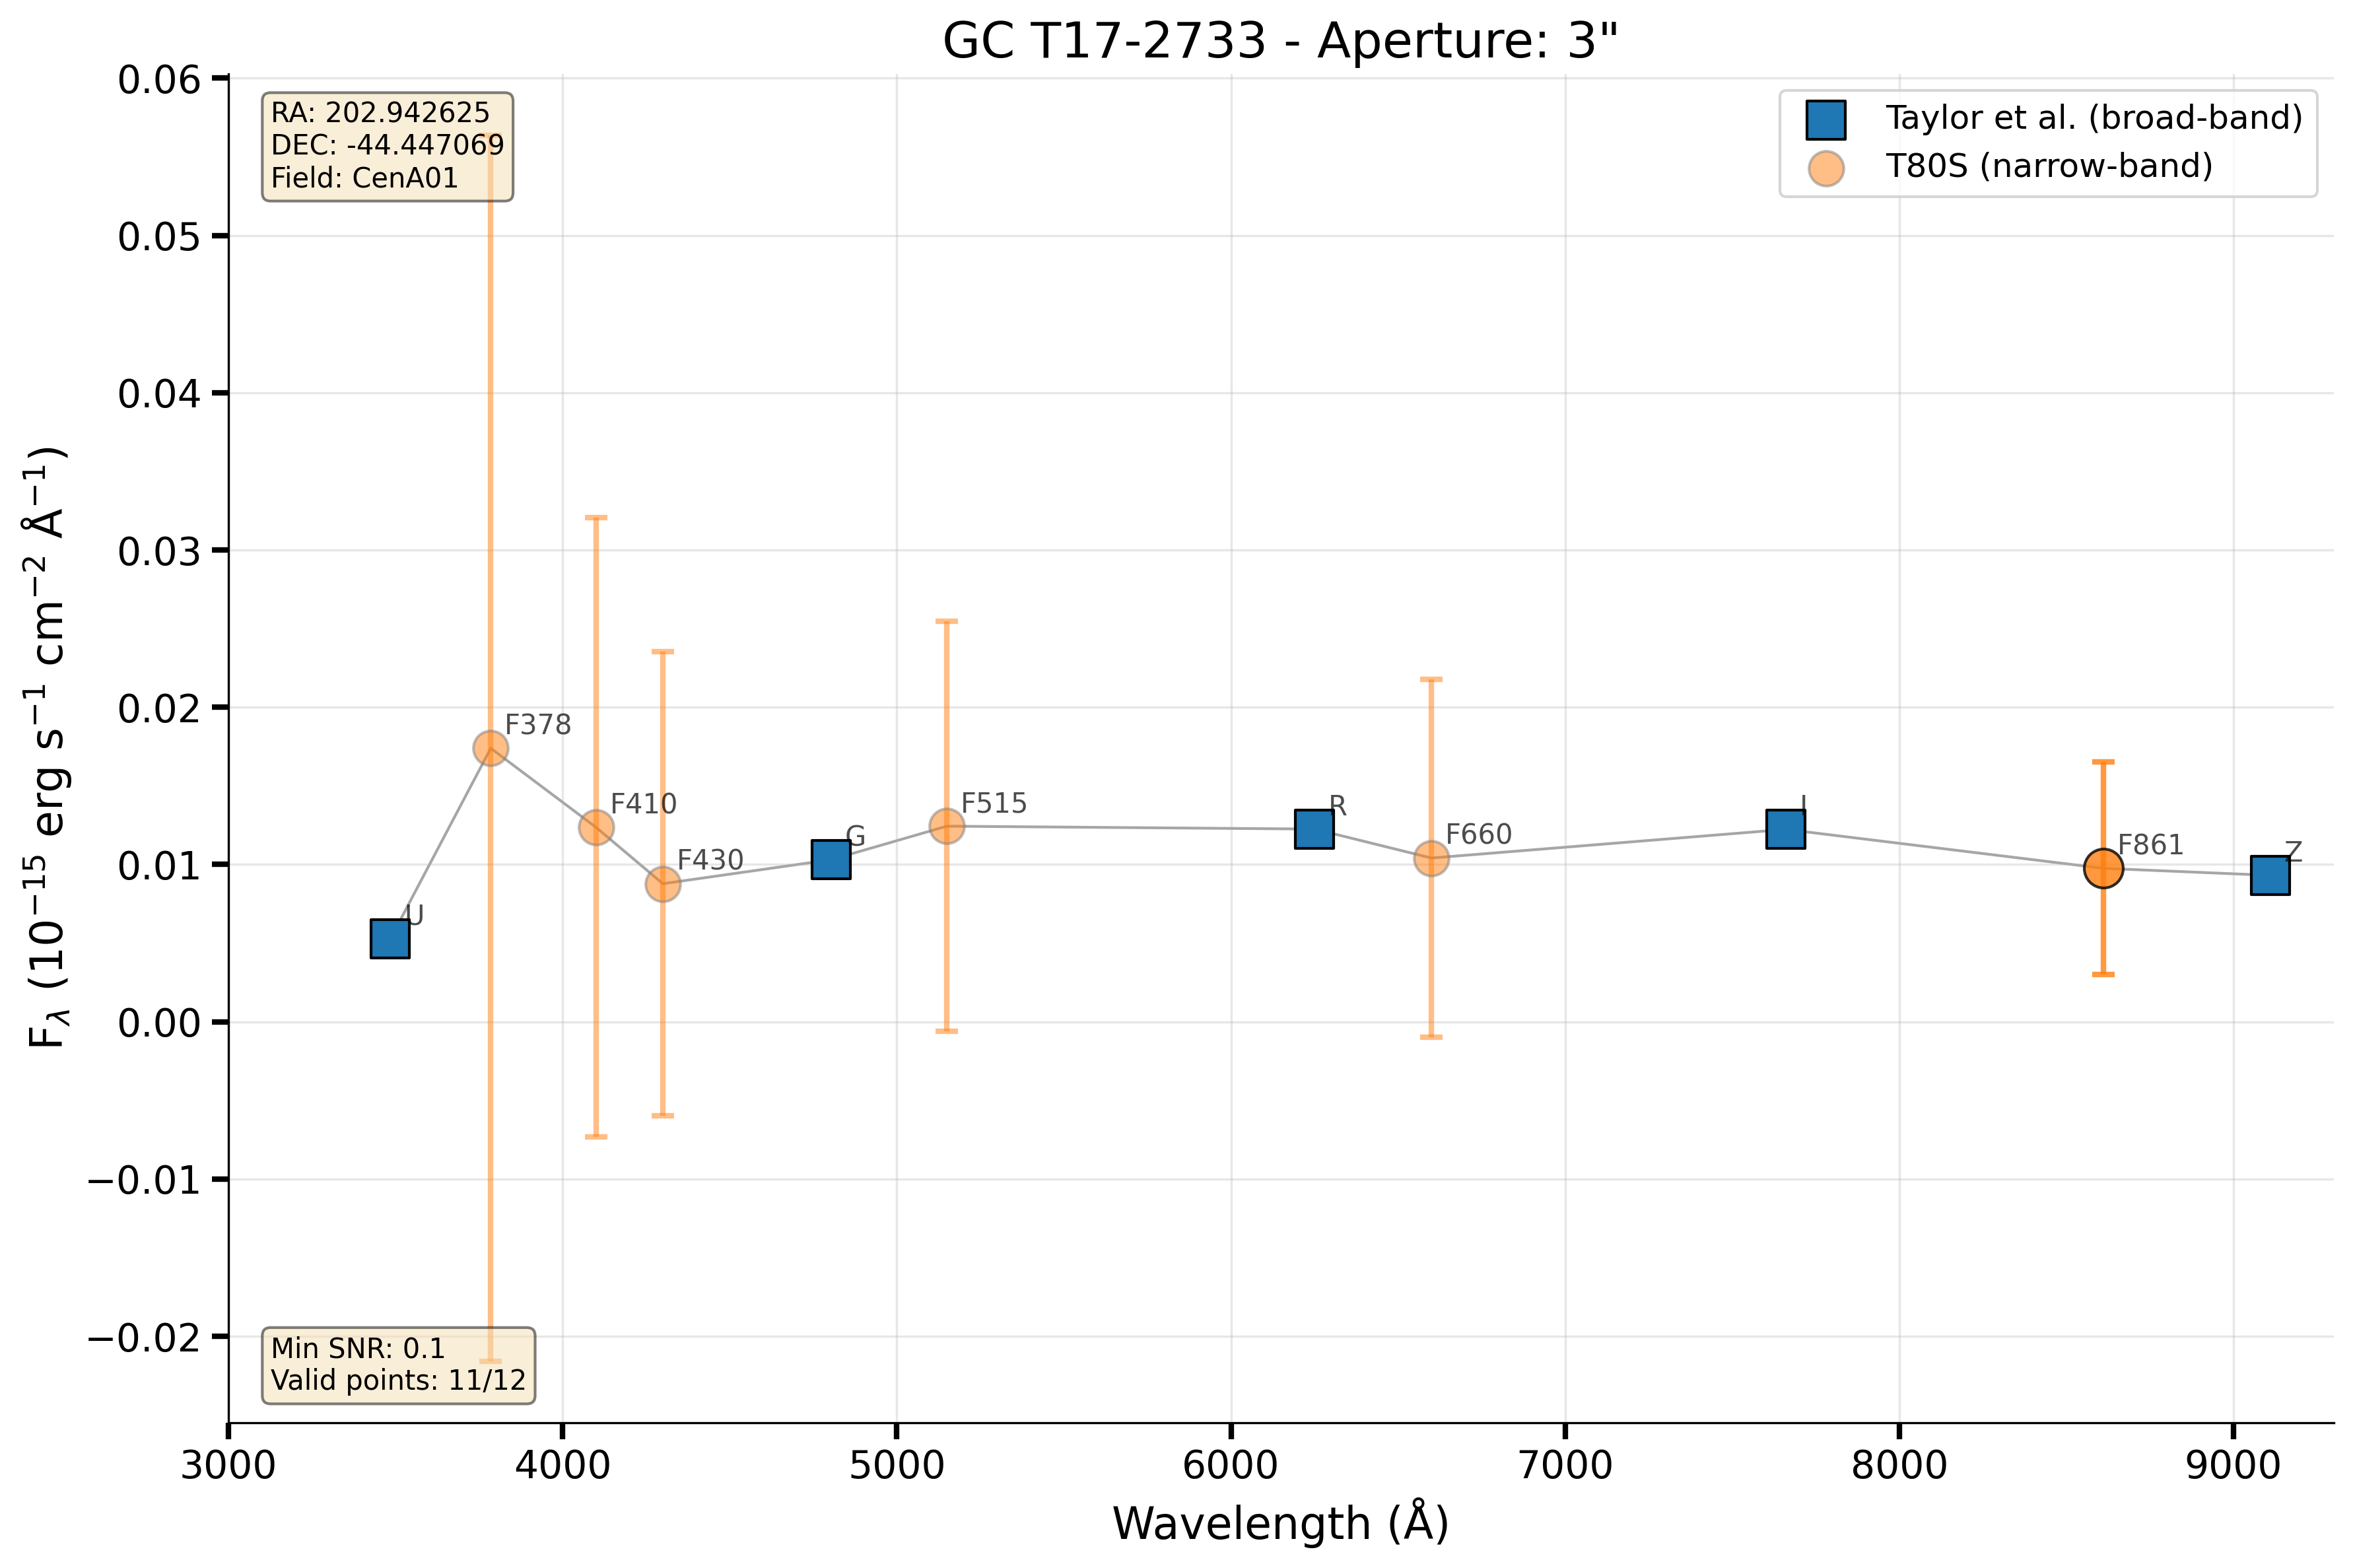 GC T17-2733 - Aperture: 3"
RA: 202.942625
DEC: -44.447069
Field: CenA01
Taylor et al. (broad-band)
T80S (narrow-band)
0.06
0.05
0.04
0.03
0.02
0.01
0.00
−0.01
−0.02
F_λ (10⁻¹⁵ erg s⁻¹ cm⁻² Å⁻¹)
U
F378
F410
F430
G
F515
R
F660
I
F861
Z
Min SNR: 0.1
Valid points: 11/12
3000
4000
5000
6000
7000
8000
9000
Wavelength (Å)